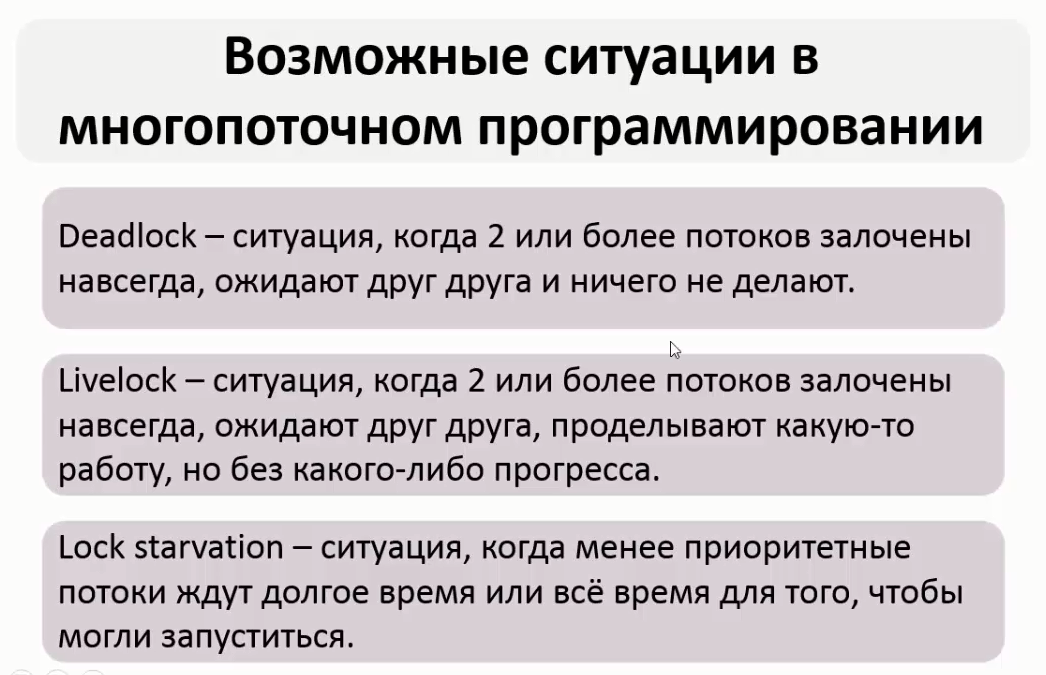 Возможные ситуации в
многопоточном программировании
Deadlock – ситуация, когда 2 или более потоков залочены
навсегда, ожидают друг друга и ничего не делают.
Livelock – ситуация, когда 2 или более потоков залочены
навсегда, ожидают друг друга, проделывают какую-то
работу, но без какого-либо прогресса.
Lock starvation – ситуация, когда менее приоритетные
потоки ждут долгое время или всё время для того, чтобы
могли запуститься.